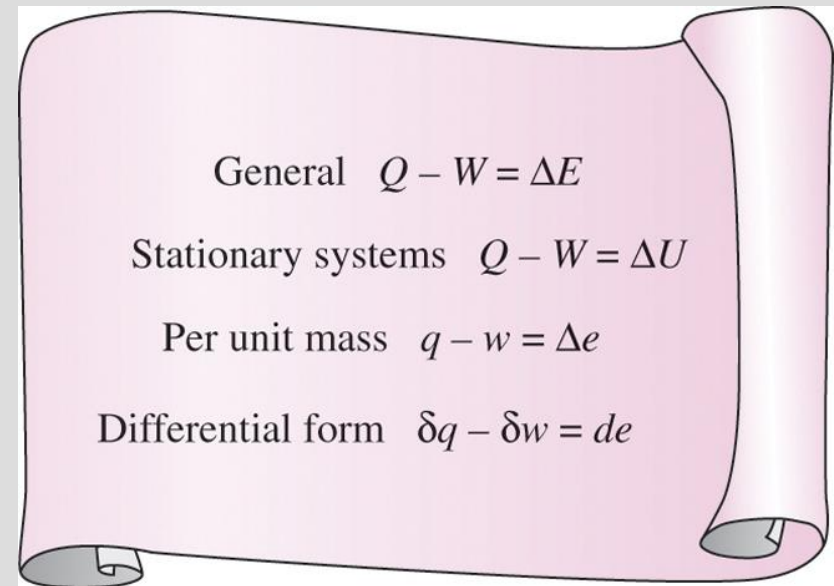 General Q – W = ΔE
Stationary systems Q – W = ΔU
Per unit mass q – w = Δe
Differential form δq – δw = de